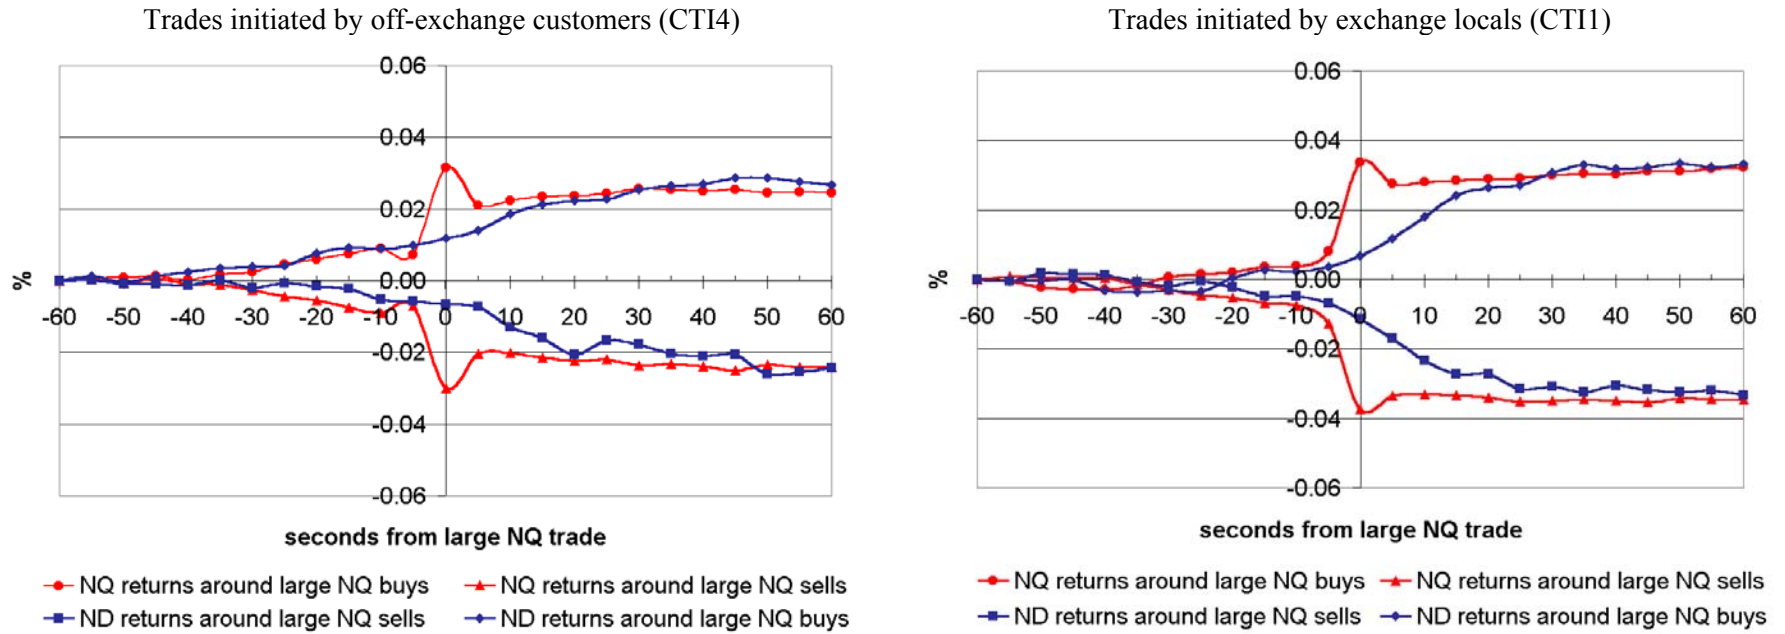 Trades initiated by off-exchange customers (CTI4)
0.06
0.04
0.02
0.00
-60 -50 -40 -30 -20 -10 0 10 20 30 40 50 60
-0.02
-0.04
-0.06
%
seconds from large NQ trade
NQ returns around large NQ buys
NQ returns around large NQ sells
ND returns around large NQ sells
ND returns around large NQ buys
Trades initiated by exchange locals (CTI1)
0.06
0.04
0.02
0.00
-60 -50 -40 -30 -20 -10 0 10 20 30 40 50 60
-0.02
-0.04
-0.06
%
seconds from large NQ trade
NQ returns around large NQ buys
NQ returns around large NQ sells
ND returns around large NQ sells
ND returns around large NQ buys